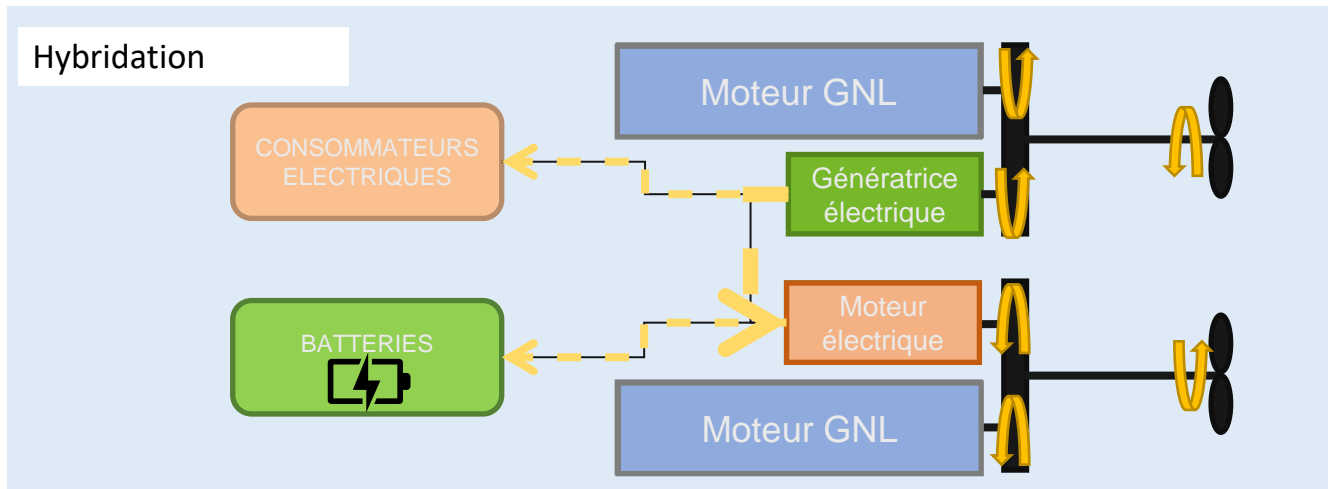 Hybridation
Moteur GNL
CONSOMMATEURS
ELECTRIQUES
Génératrice
électrique
Moteur
électrique
BATTERIES
Moteur GNL